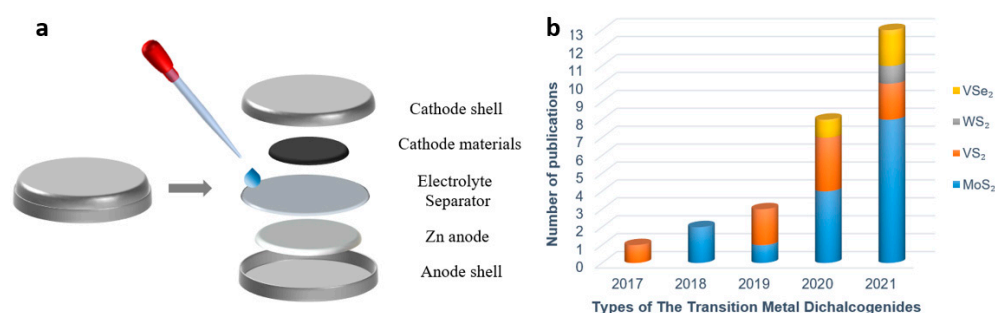 a
Cathode shell
Cathode materials
Electrolyte
Separator
Zn anode
Anode shell
b
Number of publications
13
12
11
10
9
8
7
6
5
4
3
2
1
0
2017 2018 2019 2020 2021
Types of The Transition Metal Dichalcogenides
VSe₂
WS₂
VS₂
MoS₂